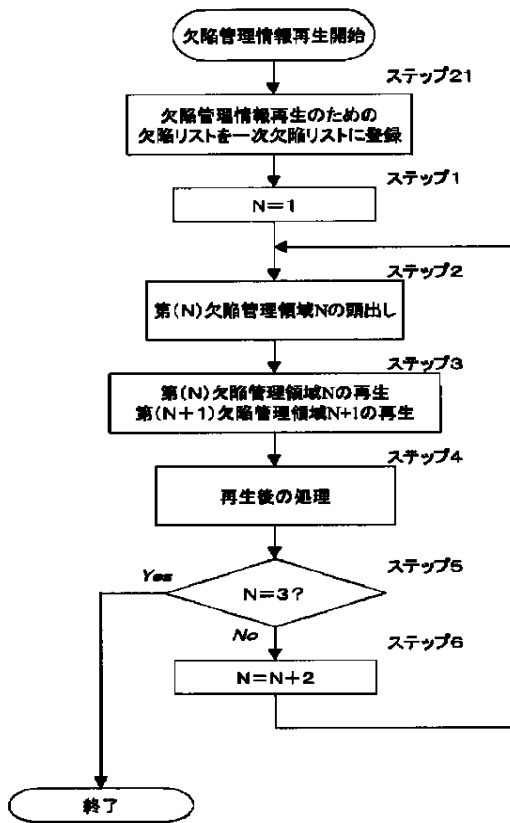 欠陥管理情報再生開始
ステップ21
欠陥管理情報再生のための
欠陥リストを一次欠陥リストに登録
ステップ1
N=1
ステップ2
第(N)欠陥管理領域Nの頭出し
ステップ3
第(N)欠陥管理領域Nの再生
第(N+1)欠陥管理領域N+1の再生
ステップ4
再生後の処理
ステップ5
Yes
N=3?
No
ステップ6
N=N+2
終了